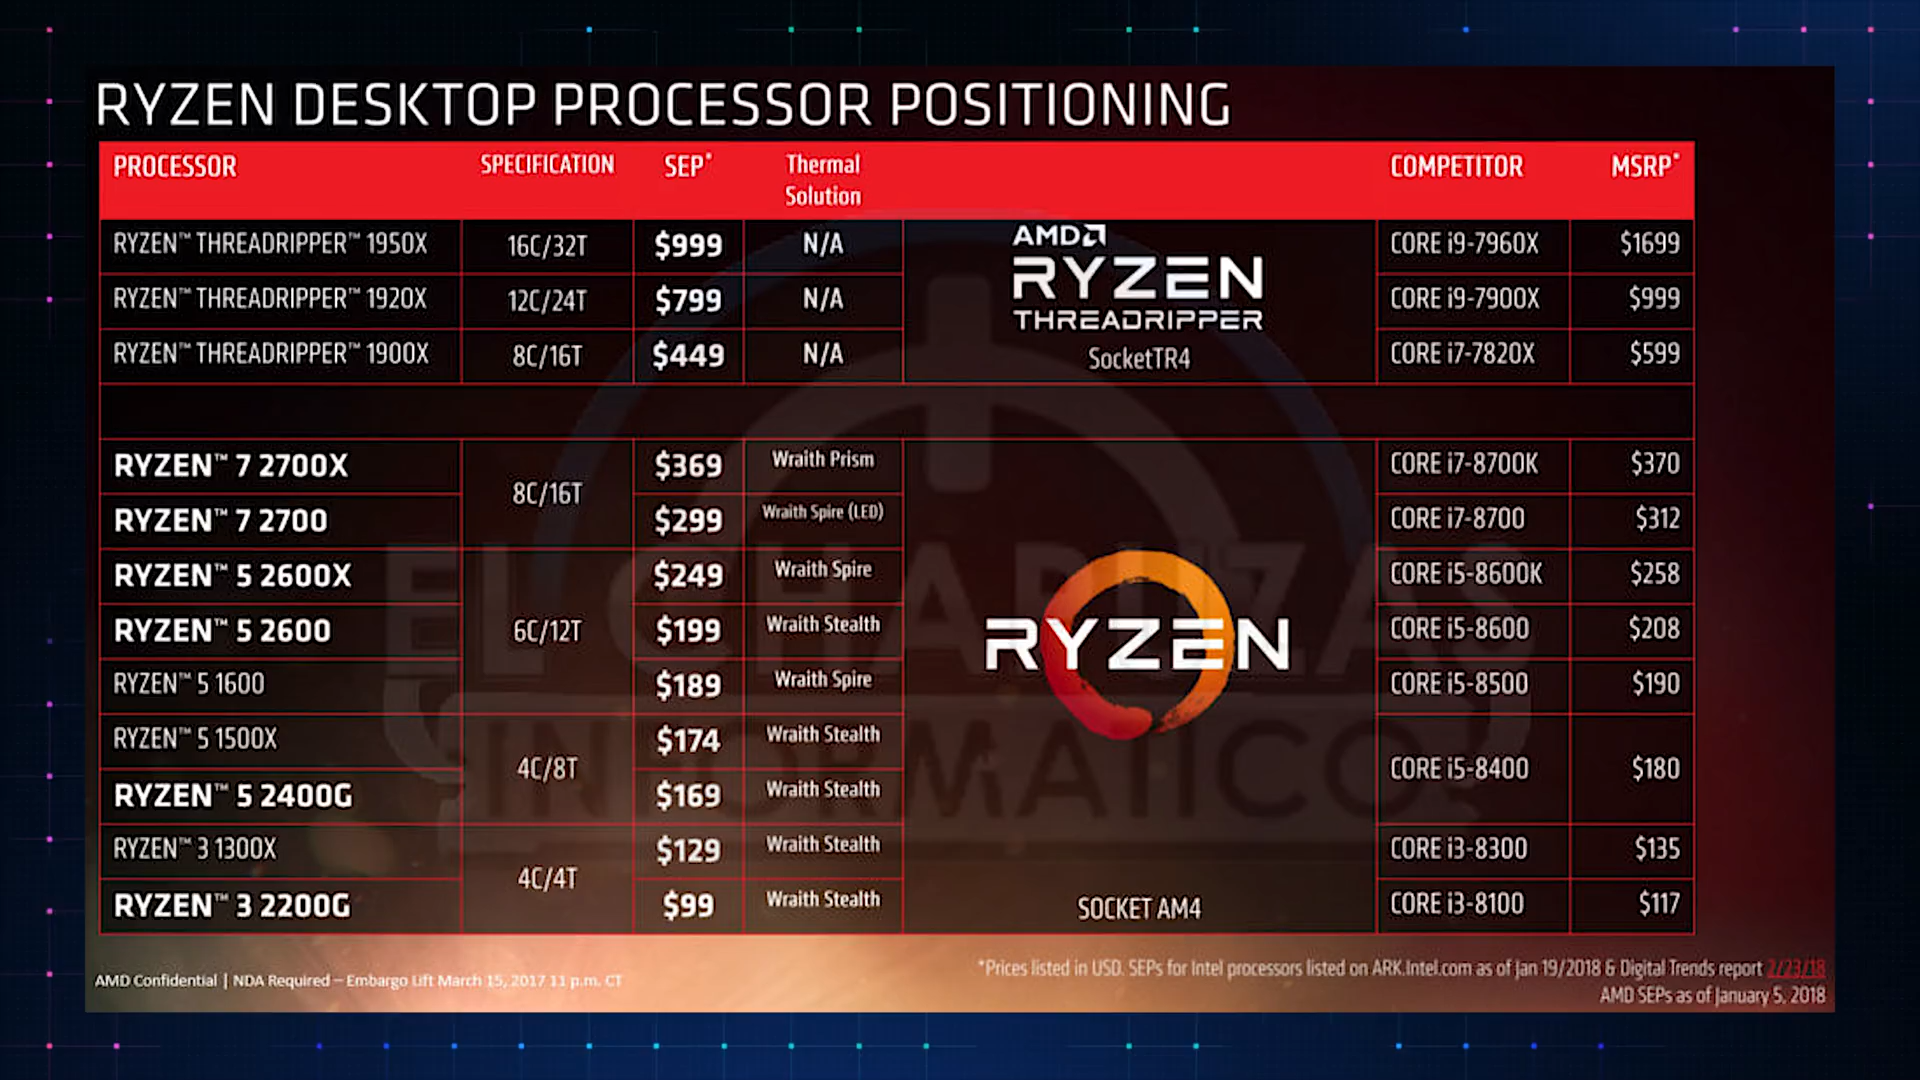 RYZEN DESKTOP PROCESSOR POSITIONING
PROCESSOR SPECIFICATION SEP* Thermal Solution COMPETITOR MSRP*
RYZEN™ THREADRIPPER™ 1950X 16C/32T $999 N/A CORE i9-7960X $1699
RYZEN™ THREADRIPPER™ 1920X 12C/24T $799 N/A CORE i9-7900X $999
RYZEN™ THREADRIPPER™ 1900X 8C/16T $449 N/A CORE i7-7820X $599
AMD
RYZEN
THREADRIPPER
SocketTR4
RYZEN™ 7 2700X 8C/16T $369 Wraith Prism CORE i7-8700K $370
RYZEN™ 7 2700 $299 Wraith Spire (LED) CORE i7-8700 $312
RYZEN™ 5 2600X 6C/12T $249 Wraith Spire CORE i5-8600K $258
RYZEN™ 5 2600 $199 Wraith Stealth CORE i5-8600 $208
RYZEN™ 5 1600 $189 Wraith Spire CORE i5-8500 $190
RYZEN™ 5 1500X 4C/8T $174 Wraith Stealth CORE i5-8400 $180
RYZEN™ 5 2400G $169 Wraith Stealth
RYZEN™ 3 1300X 4C/4T $129 Wraith Stealth CORE i3-8300 $135
RYZEN™ 3 2200G $99 Wraith Stealth CORE i3-8100 $117
RYZEN
SOCKET AM4
EL CHAPUZAS
INFORMATICO
AMD Confidential | NDA Required – Embargo Lift March 15, 2017 11 p.m. CT
*Prices listed in USD. SEPs for Intel processors listed on ARK.Intel.com as of Jan 19/2018 & Digital Trends report 2/23/18
AMD SEPs as of January 5, 2018